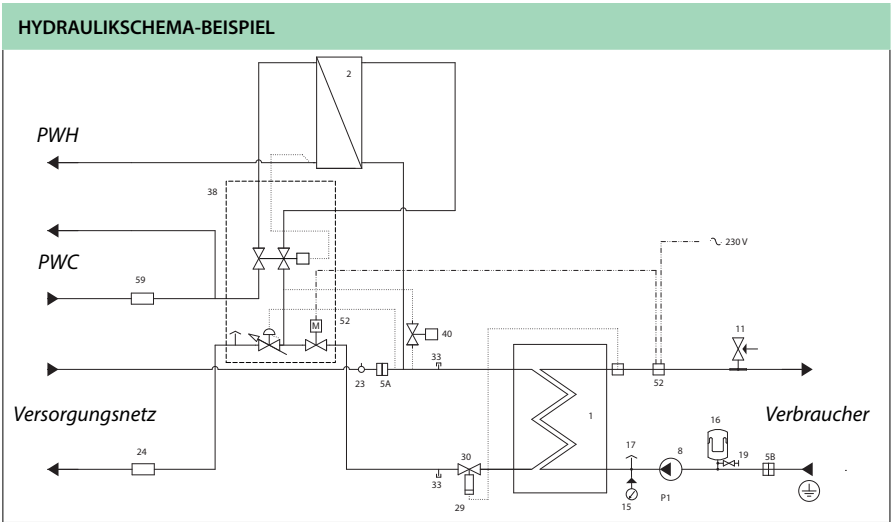 HYDRAULIKSCHEMA-BEISPIEL
2
PWH
38
230 V
PWC
59
52
M
40
11
33
23
5A
52
Versorgungsnetz
1
Verbraucher
16
24
30
17
8
19
5B
33
29
15
P1